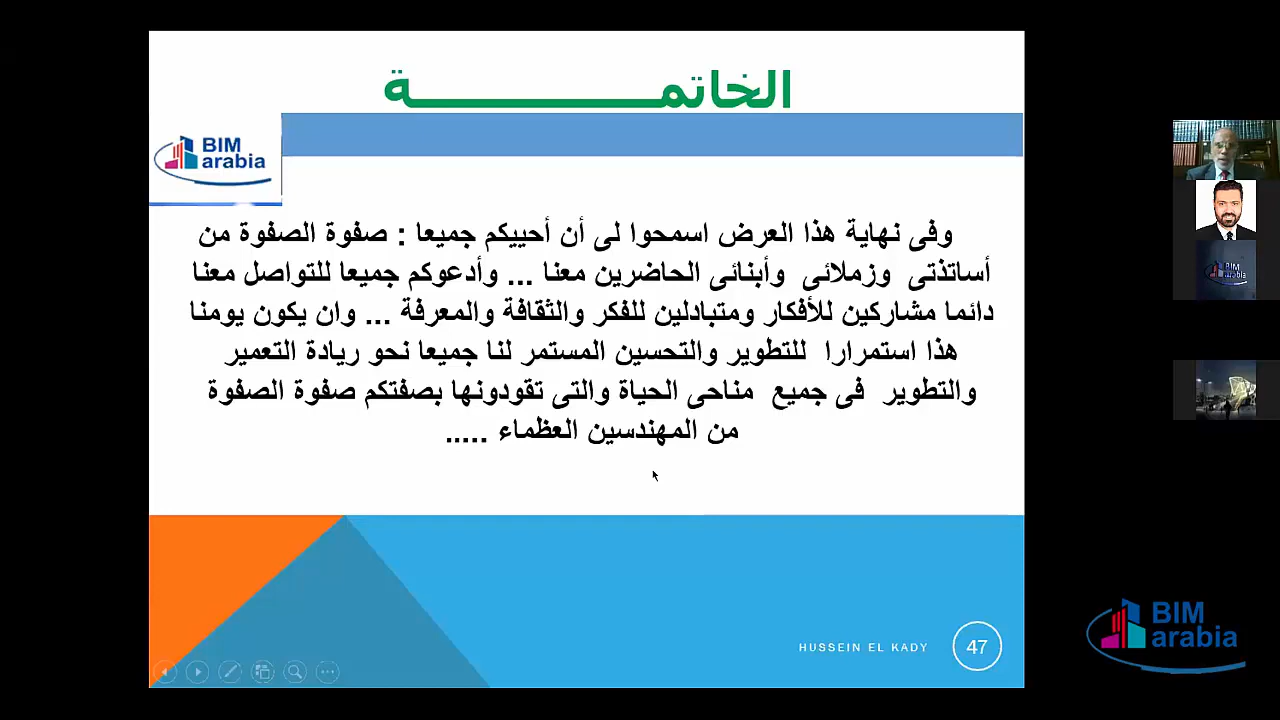 الخاتمـــــــــــــــة
BIM
arabia
وفى نهاية هذا العرض اسمحوا لى أن أحييكم جميعا : صفوة الصفوة من
أساتذتى وزملائى وأبنائى الحاضرين معنا ... وأدعوكم جميعا للتواصل معنا
دائما مشاركين للأفكار ومتبادلين للفكر والثقافة والمعرفة ... وان يكون يومنا
هذا استمرارا للتطوير والتحسين المستمر لنا جميعا نحو ريادة التعمير
والتطوير فى جميع مناحى الحياة والتى تقودونها بصفتكم صفوة الصفوة
من المهندسين العظماء .....
HUSSEIN EL KADY
47
BIM
arabia
BIM
arabia